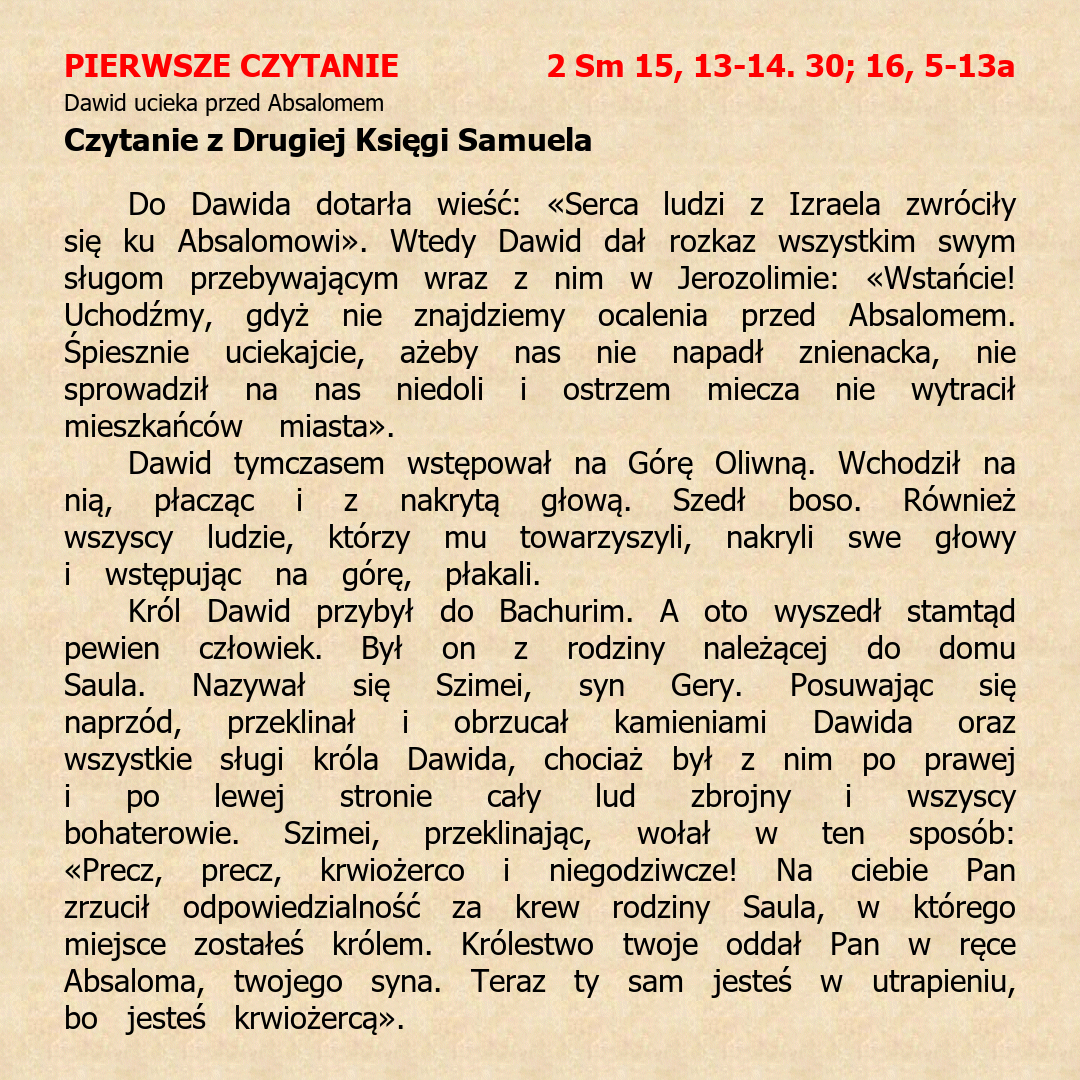 PIERWSZE CZYTANIE 2 Sm 15, 13-14. 30; 16, 5-13a
Dawid ucieka przed Absalomem
Czytanie z Drugiej Księgi Samuela
Do Dawida dotarła wieść: «Serca ludzi z Izraela zwróciły
się ku Absalomowi». Wtedy Dawid dał rozkaz wszystkim swym
sługom przebywającym wraz z nim w Jerozolimie: «Wstańcie!
Uchodźmy, gdyż nie znajdziemy ocalenia przed Absalomem.
Śpiesznie uciekajcie, ażeby nas nie napadł znienacka, nie
sprowadził na nas niedoli i ostrzem miecza nie wytracił
mieszkańców miasta».
Dawid tymczasem wstępował na Górę Oliwną. Wchodził na
nią, płacząc i z nakrytą głową. Szedł boso. Również
wszyscy ludzie, którzy mu towarzyszyli, nakryli swe głowy
i wstępując na górę, płakali.
Król Dawid przybył do Bachurim. A oto wyszedł stamtąd
pewien człowiek. Był on z rodziny należącej do domu
Saula. Nazywał się Szimei, syn Gery. Posuwając się
naprzód, przeklinał i obrzucał kamieniami Dawida oraz
wszystkie sługi króla Dawida, chociaż był z nim po prawej
i po lewej stronie cały lud zbrojny i wszyscy
bohaterowie. Szimei, przeklinając, wołał w ten sposób:
«Precz, precz, krwiożerco i niegodziwcze! Na ciebie Pan
zrzucił odpowiedzialność za krew rodziny Saula, w którego
miejsce zostałeś królem. Królestwo twoje oddał Pan w ręce
Absaloma, twojego syna. Teraz ty sam jesteś w utrapieniu,
bo jesteś krwiożercą».